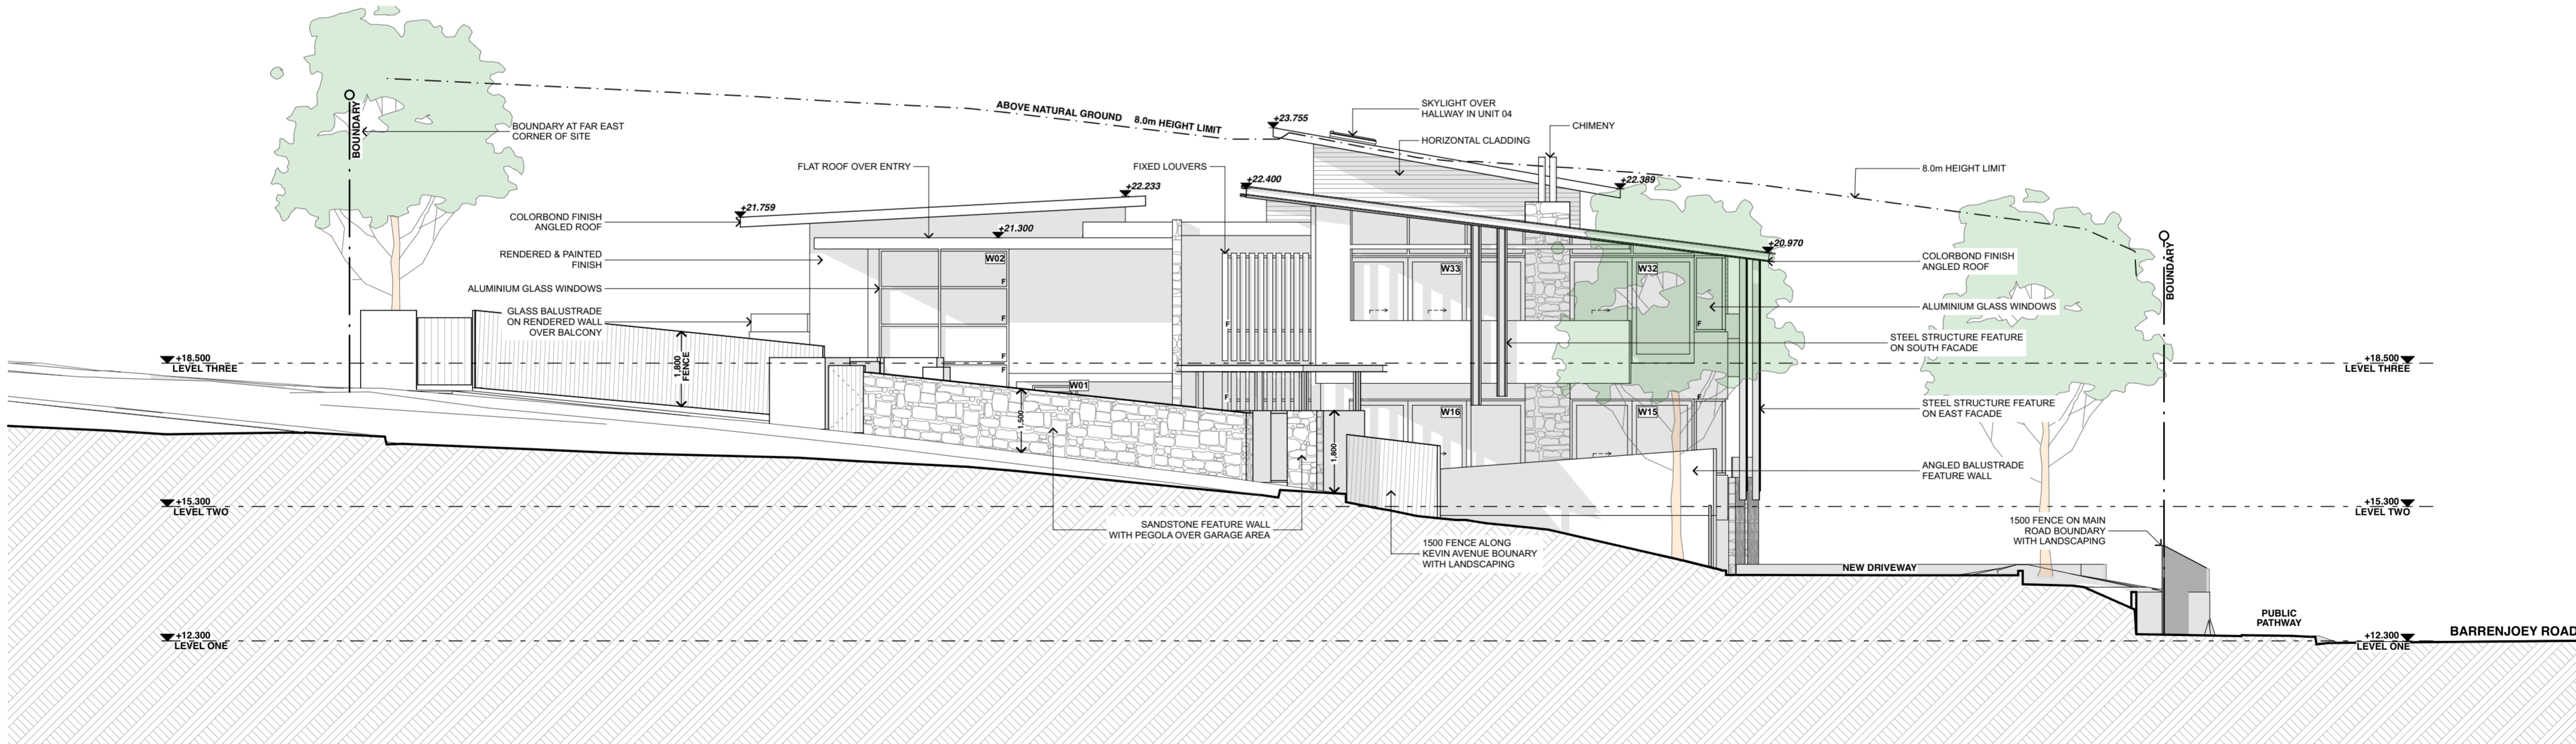 BOUNDARY
BOUNDARY AT FAR EAST
CORNER OF SITE
ABOVE NATURAL GROUND 8.0m HEIGHT LIMIT
+23.755
SKYLIGHT OVER
HALLWAY IN UNIT 04
HORIZONTAL CLADDING
CHIMENY
FLAT ROOF OVER ENTRY
FIXED LOUVERS
8.0m HEIGHT LIMIT
+22.233
+22.400
+22.389
+21.759
COLORBOND FINISH
ANGLED ROOF
+21.300
+20.970
RENDERED & PAINTED
FINISH
W02
F
F
F
F
W33
W32
COLORBOND FINISH
ANGLED ROOF
BOUNDARY
ALUMINIUM GLASS WINDOWS
GLASS BALUSTRADE
ON RENDERED WALL
OVER BALCONY
F
F
ALUMINIUM GLASS WINDOWS
STEEL STRUCTURE FEATURE
ON SOUTH FACADE
+18.500
LEVEL THREE
1,800
FENCE
+18.500
LEVEL THREE
W01
F
F
W16
W15
STEEL STRUCTURE FEATURE
ON EAST FACADE
1,500
1,800
ANGLED BALUSTRADE
FEATURE WALL
+15.300
LEVEL TWO
+15.300
LEVEL TWO
SANDSTONE FEATURE WALL
WITH PEGOLA OVER GARAGE AREA
1500 FENCE ALONG
KEVIN AVENUE BOUNARY
WITH LANDSCAPING
1500 FENCE ON MAIN
ROAD BOUNDARY
WITH LANDSCAPING
NEW DRIVEWAY
PUBLIC
PATHWAY
+12.300
LEVEL ONE
+12.300
LEVEL ONE
BARRENJOEY ROAD